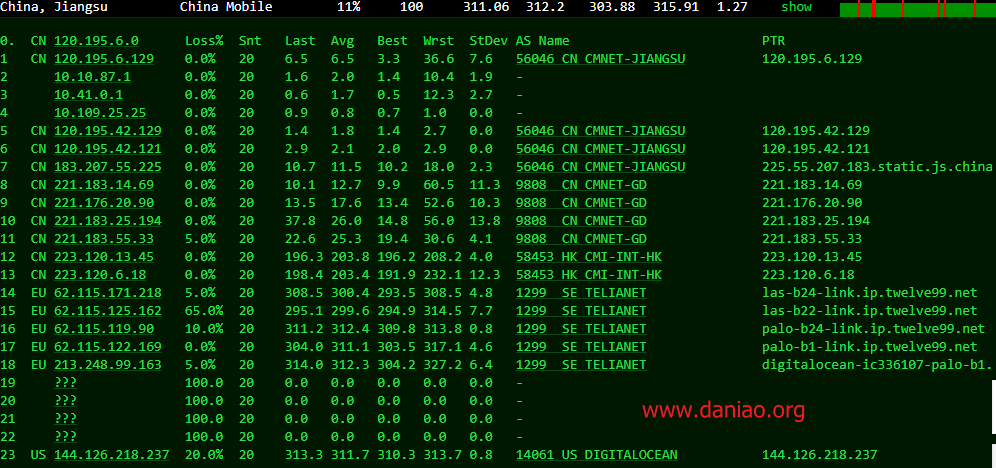 China, Jiangsu China Mobile 11% 100 311.06 312.2 303.88 315.91 1.27 show
0. CN 120.195.6.0 Loss% Snt Last Avg Best Wrst StDev AS Name PTR
1 CN 120.195.6.129 0.0% 20 6.5 6.5 3.3 36.6 7.6 56046 CN CMNET-JIANGSU 120.195.6.129
2 10.10.87.1 0.0% 20 1.6 2.0 1.4 10.4 1.9 -
3 10.41.0.1 0.0% 20 0.6 1.7 0.5 12.3 2.7 -
4 10.109.25.25 0.0% 20 0.9 0.8 0.7 1.0 0.0 -
5 CN 120.195.42.129 0.0% 20 1.4 1.8 1.4 2.7 0.0 56046 CN CMNET-JIANGSU 120.195.42.129
6 CN 120.195.42.121 0.0% 20 2.9 2.1 2.0 2.9 0.0 56046 CN CMNET-JIANGSU 120.195.42.121
7 CN 183.207.55.225 0.0% 20 10.7 11.5 10.2 18.0 2.3 56046 CN CMNET-JIANGSU 225.55.207.183.static.js.china
8 CN 221.183.14.69 0.0% 20 10.1 12.7 9.9 60.5 11.3 9808 CN CMNET-GD 221.183.14.69
9 CN 221.176.20.90 0.0% 20 13.5 17.6 13.4 52.6 10.3 9808 CN CMNET-GD 221.176.20.90
10 CN 221.183.25.194 0.0% 20 37.8 26.0 14.8 56.0 13.8 9808 CN CMNET-GD 221.183.25.194
11 CN 221.183.55.33 5.0% 20 22.6 25.3 19.4 30.6 4.1 9808 CN CMNET-GD 221.183.55.33
12 CN 223.120.13.45 0.0% 20 196.3 203.8 196.2 208.2 4.0 58453 HK CMI-INT-HK 223.120.13.45
13 CN 223.120.6.18 0.0% 20 198.4 203.4 191.9 232.1 12.3 58453 HK CMI-INT-HK 223.120.6.18
14 EU 62.115.171.218 5.0% 20 308.5 300.4 293.5 308.5 4.8 1299 SE TELIANET las-b24-link.ip.twelve99.net
15 EU 62.115.125.162 65.0% 20 295.1 299.6 294.9 314.5 7.7 1299 SE TELIANET las-b22-link.ip.twelve99.net
16 EU 62.115.119.90 10.0% 20 311.2 312.4 309.8 313.8 0.8 1299 SE TELIANET palo-b24-link.ip.twelve99.net
17 EU 62.115.122.169 10.0% 20 304.0 311.1 303.5 317.1 4.6 1299 SE TELIANET palo-b1-link.ip.twelve99.net
18 EU 213.248.99.163 5.0% 20 314.0 312.3 304.2 327.2 6.4 1299 SE TELIANET digitalocean-ic336107-palo-b1.
19 ??? 100.0 20 0.0 0.0 0.0 0.0 0.0 -
20 ??? 100.0 20 0.0 0.0 0.0 0.0 0.0 -
21 ??? 100.0 20 0.0 0.0 0.0 0.0 0.0 -
22 ??? 100.0 20 0.0 0.0 0.0 0.0 0.0 -
www.daniao.org
23 US 144.126.218.237 20.0% 20 313.3 311.7 310.3 313.7 0.8 14061 US DIGITALOCEAN 144.126.218.237